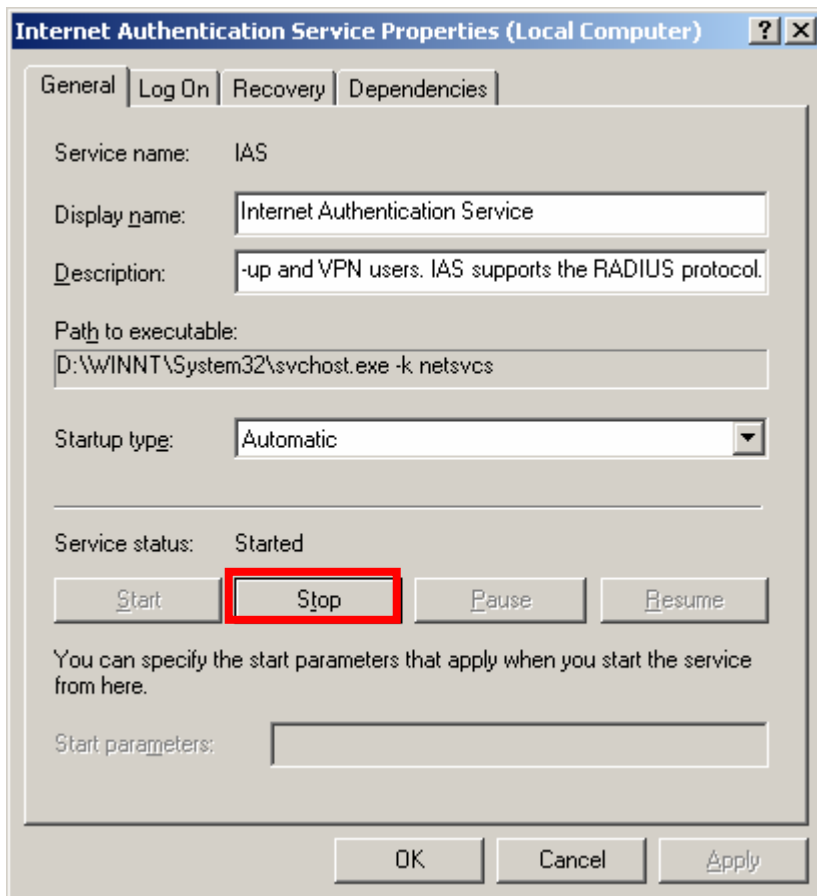 Internet Authentication Service Properties (Local Computer) ? X
General Log On Recovery Dependencies
Service name: IAS
Display name: Internet Authentication Service
Description: -up and VPN users. IAS supports the RADIUS protocol.
Path to executable:
D:\WINNT\System32\svchost.exe -k netsvcs
Startup type: Automatic
Service status: Started
Start Stop Pause Resume
You can specify the start parameters that apply when you start the service
from here.
Start parameters:
OK Cancel Apply